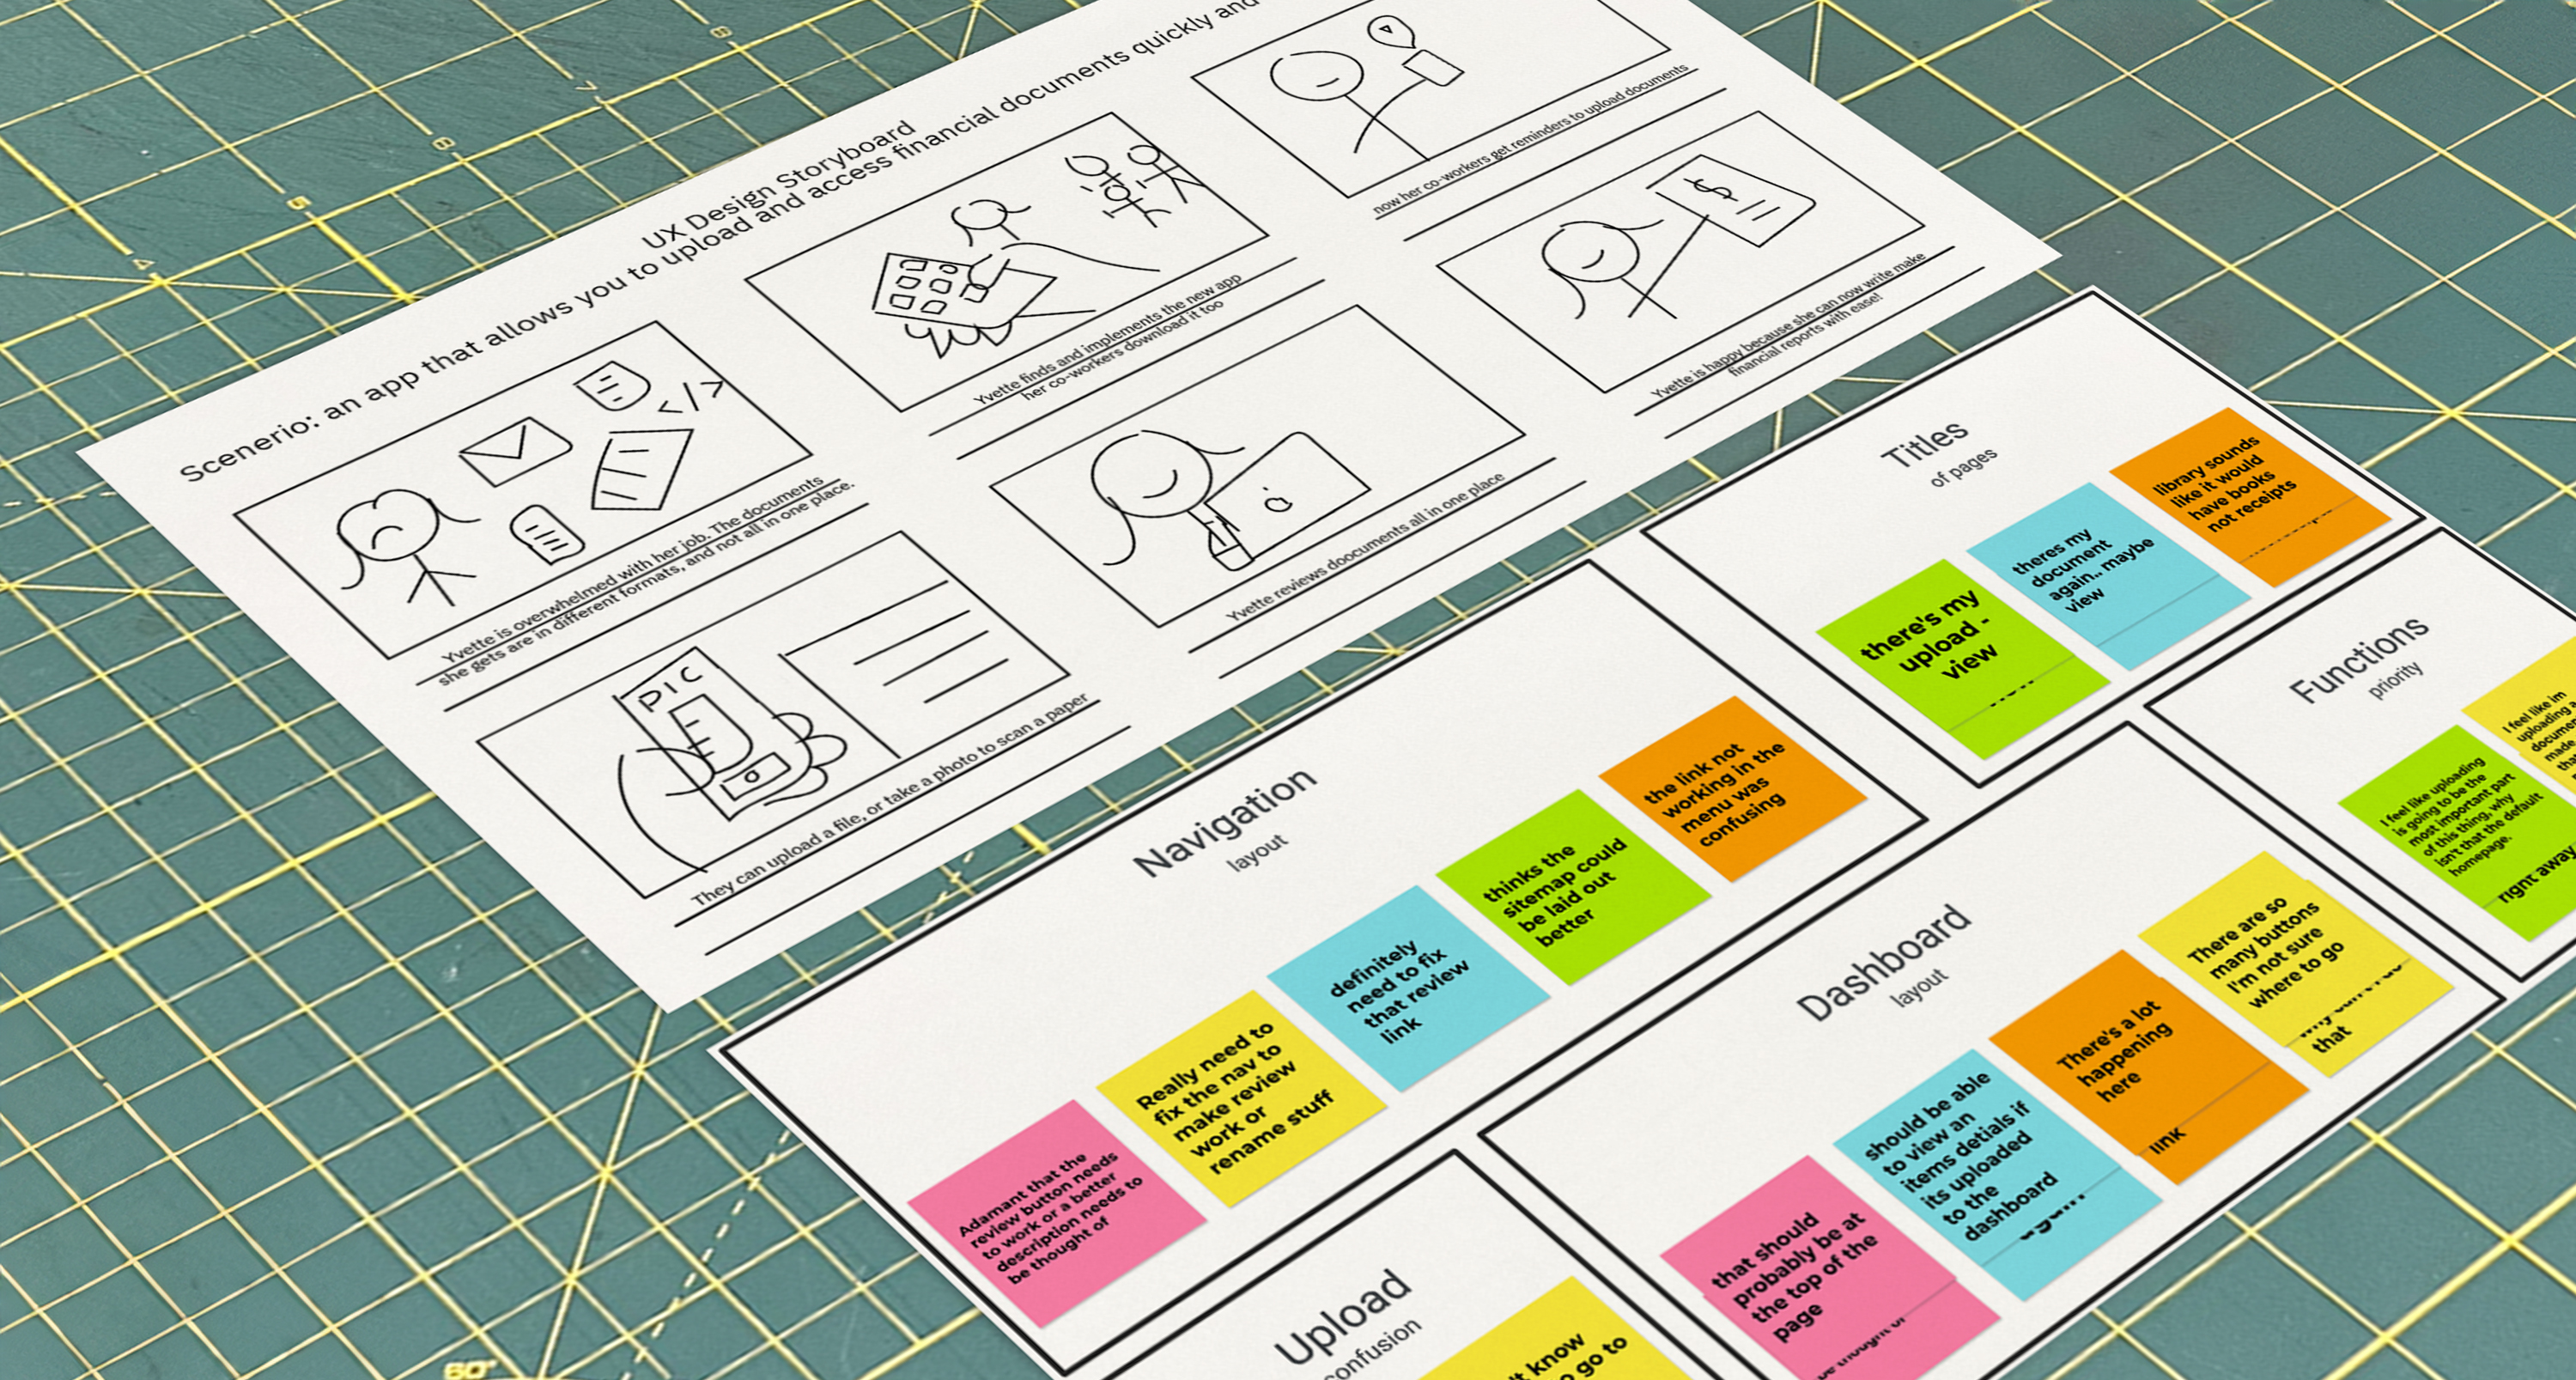 UX Design Storyboard
Scenerio: an app that allows you to upload and access financial documents quickly and
</>
Yvette is overwhelmed with her job. The documents
she gets are in different formats, and not all in one place.
Yvette finds and implements the new app
her co-workers download it too
now her co-workers get reminders to upload documents
PIC
They can upload a file, or take a photo to scan a paper
Yvette reviews doocuments all in one place
$
Yvette is happy because she can now write make
financial reports with ease!
Navigation
layout
Adamant that the
review button needs
to work or a better
description needs to
be thought of
Really need to
fix the nav to
make review
work or
rename stuff
definitely
need to fix
that review
link
thinks the
sitemap could
be laid out
better
the link not
working in the
menu was
confusing
Titles
of pages
there's my
upload -
view
theres my
document
again.. maybe
view
library sounds
like it would
have books
not receipts
Upload
confusion
know
go to
Dashboard
layout
that should
probably be at
the top of the
page
should be able
to view an
items detials if
its uploaded
to the
dashboard
There's a lot
happening
here
link
There are so
many buttons
I'm not sure
where to go
that
Functions
priority
I feel like uploading
is going to be the
most important part
of this thing, why
isn't that the default
homepage.
right away
I feel like im
uploading a
made
60°
4
5
6
7
8